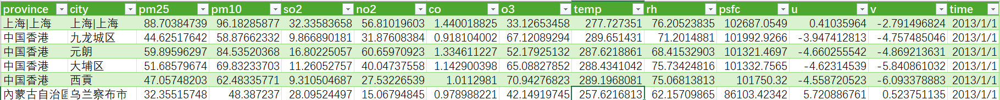 province city pm25 pm10 so2 no2 co o3 temp rh psfc u v time
上海|上海 上海|上海 88.70384739 96.18285877 32.33583658 56.81019603 1.440018825 33.12653458 277.727351 76.20523835 102687.0549 0.41035964 -2.791496824 2013/1/1
中国香港 九龙城区 44.62517642 58.87662332 9.866890181 31.87608384 0.918104002 67.12089294 289.651431 71.2014881 101992.9266 -3.947412813 -4.757485046 2013/1/1
中国香港 元朗 59.89596297 84.53520368 16.80225057 60.65970923 1.334611227 52.17925132 287.6218861 68.41532903 101321.4697 -4.660255542 -4.869213631 2013/1/1
中国香港 大埔区 51.68579674 69.83233703 11.26052757 40.04737558 1.142900398 65.08827852 288.4341042 75.73424816 101332.7565 -4.62314539 -5.840861032 2013/1/1
中国香港 西貢 47.05748203 62.48335771 9.310504687 27.53226539 1.0112981 70.94276823 289.1968081 75.06813813 101750.32 -4.558720523 -6.093378883 2013/1/1
內蒙古自治 乌兰察布市 32.35515748 48.387237 28.09524497 15.06794845 0.978988221 42.14919745 257.6216813 62.15709865 86103.42342 5.720886761 0.523751135 2013/1/1